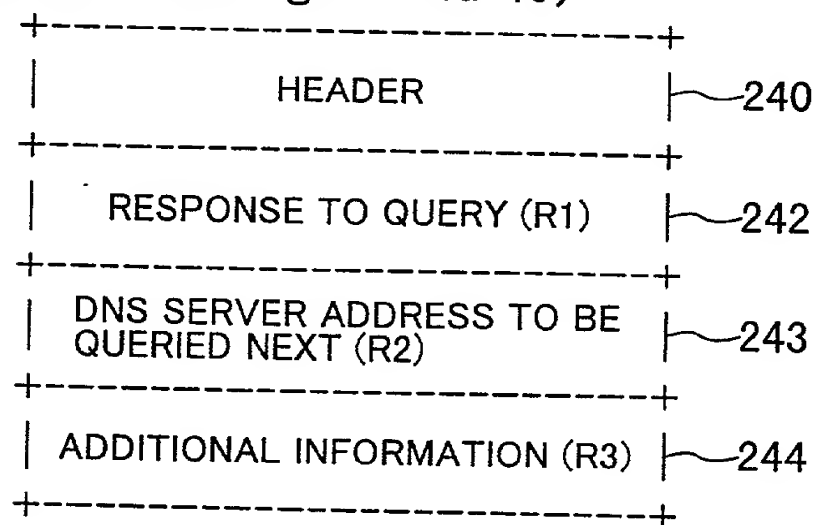 +--------------------+
| HEADER | 240
+--------------------+
| RESPONSE TO QUERY (R1) | 242
+--------------------+
| DNS SERVER ADDRESS TO BE
QUERIED NEXT (R2) | 243
+--------------------+
| ADDITIONAL INFORMATION (R3) | 244
+--------------------+